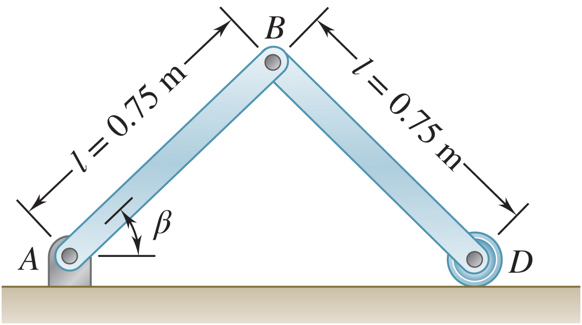 B
l = 0.75 m
l = 0.75 m
β
A
D